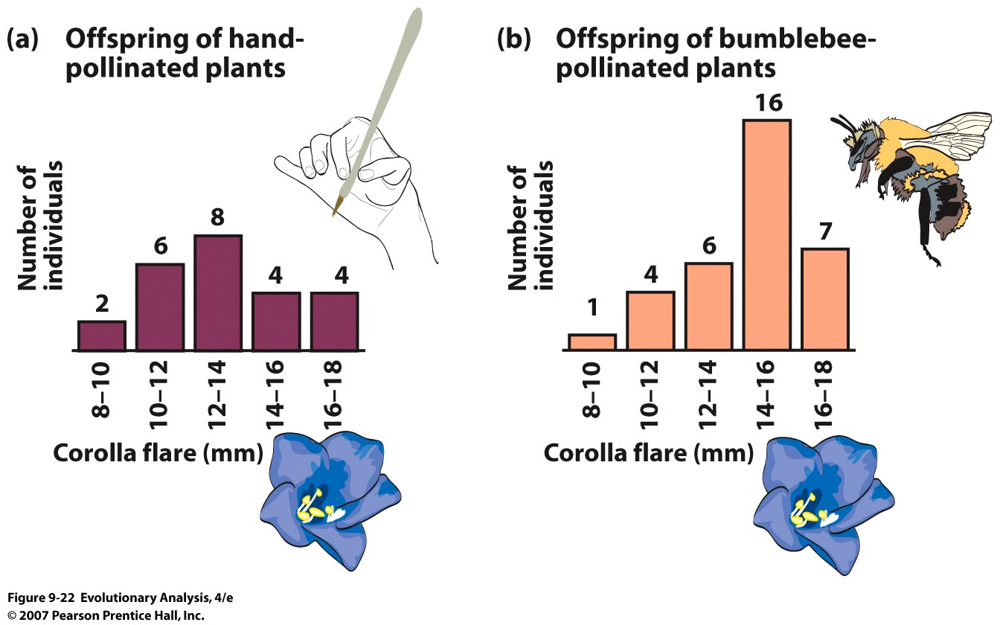 (a) Offspring of hand-
pollinated plants
Number of
individuals
2
6
8
4
4
8–10
10–12
12–14
14–16
16–18
Corolla flare (mm)
(b) Offspring of bumblebee-
pollinated plants
Number of
individuals
1
4
6
16
7
8–10
10–12
12–14
14–16
16–18
Corolla flare (mm)
Figure 9-22 Evolutionary Analysis, 4/e
© 2007 Pearson Prentice Hall, Inc.